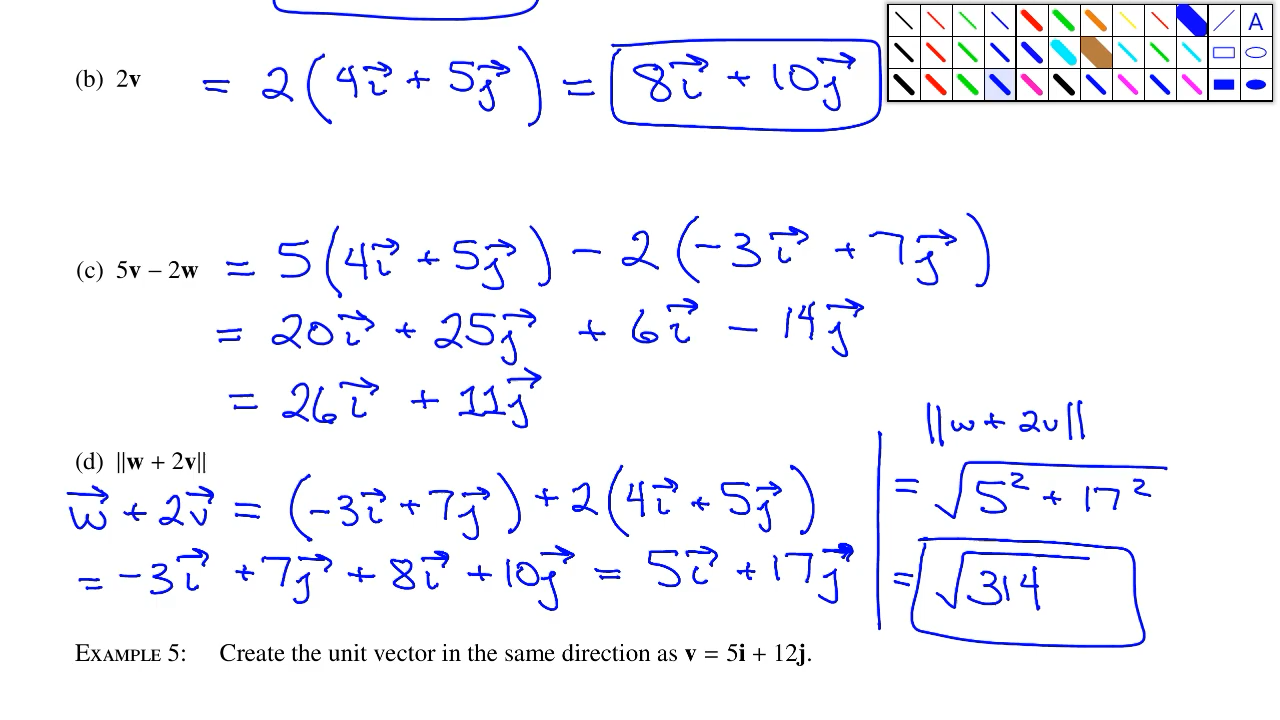 (b) 2v = 2(4i⃗ + 5j⃗) = 8i⃗ + 10j⃗
(c) 5v − 2w = 5(4i⃗ + 5j⃗) − 2(−3i⃗ + 7j⃗)
= 20i⃗ + 25j⃗ + 6i⃗ − 14j⃗
= 26i⃗ + 11j⃗
(d) ||w + 2v||
w⃗ + 2v⃗ = (−3i⃗ + 7j⃗) + 2(4i⃗ + 5j⃗)
= −3i⃗ + 7j⃗ + 8i⃗ + 10j⃗ = 5i⃗ + 17j⃗
||w + 2v||
= √(5² + 17²)
= √314
EXAMPLE 5: Create the unit vector in the same direction as v = 5i + 12j.
A